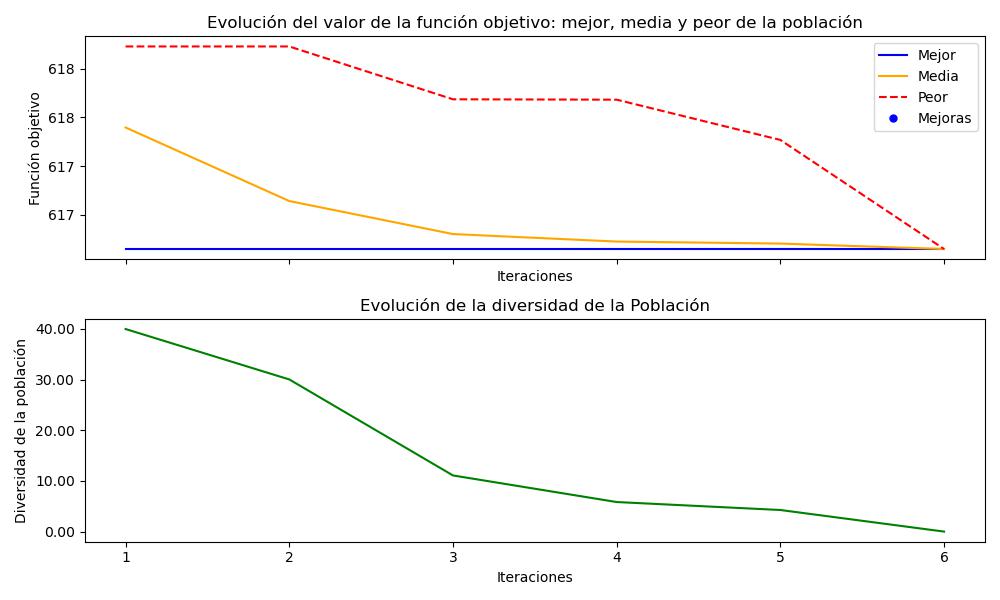 Evolución del valor de la función objetivo: mejor, media y peor de la población
Función objetivo
618
618
617
617
Mejor
Media
Peor
Mejoras
Iteraciones
Evolución de la diversidad de la Población
Diversidad de la población
40.00
30.00
20.00
10.00
0.00
1 2 3 4 5 6
Iteraciones